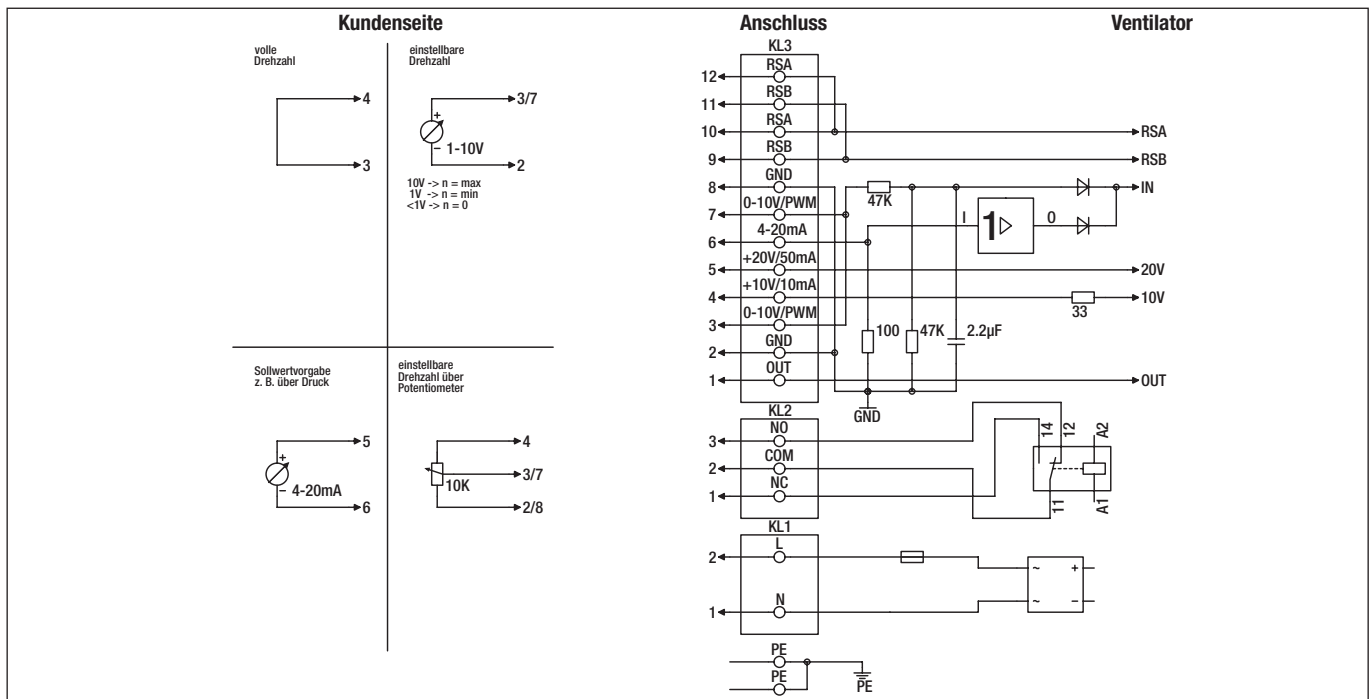 Kundenseite
Anschluss
Ventilator
volle
Drehzahl
4
3
einstellbare
Drehzahl
3/7
+
− 1-10V
2
10V -> n = max
1V -> n = min
<1V -> n = 0
Sollwertvorgabe
z. B. über Druck
5
+
− 4-20mA
6
einstellbare
Drehzahl über
Potentiometer
4
3/7
10K
2/8
KL3
12 RSA
11 RSB
10 RSA RSA
9 RSB RSB
8 GND 47K IN
7 0-10V/PWM
I 1 O
6 4-20mA
5 +20V/50mA 20V
4 +10V/10mA 33 10V
3 0-10V/PWM
100 47K 2.2µF
2 GND
1 OUT OUT
GND
KL2
3 NO
2 COM
1 NC
14 12 A2
11 A1
KL1
2 L
~ +
~ −
1 N
PE
PE
PE